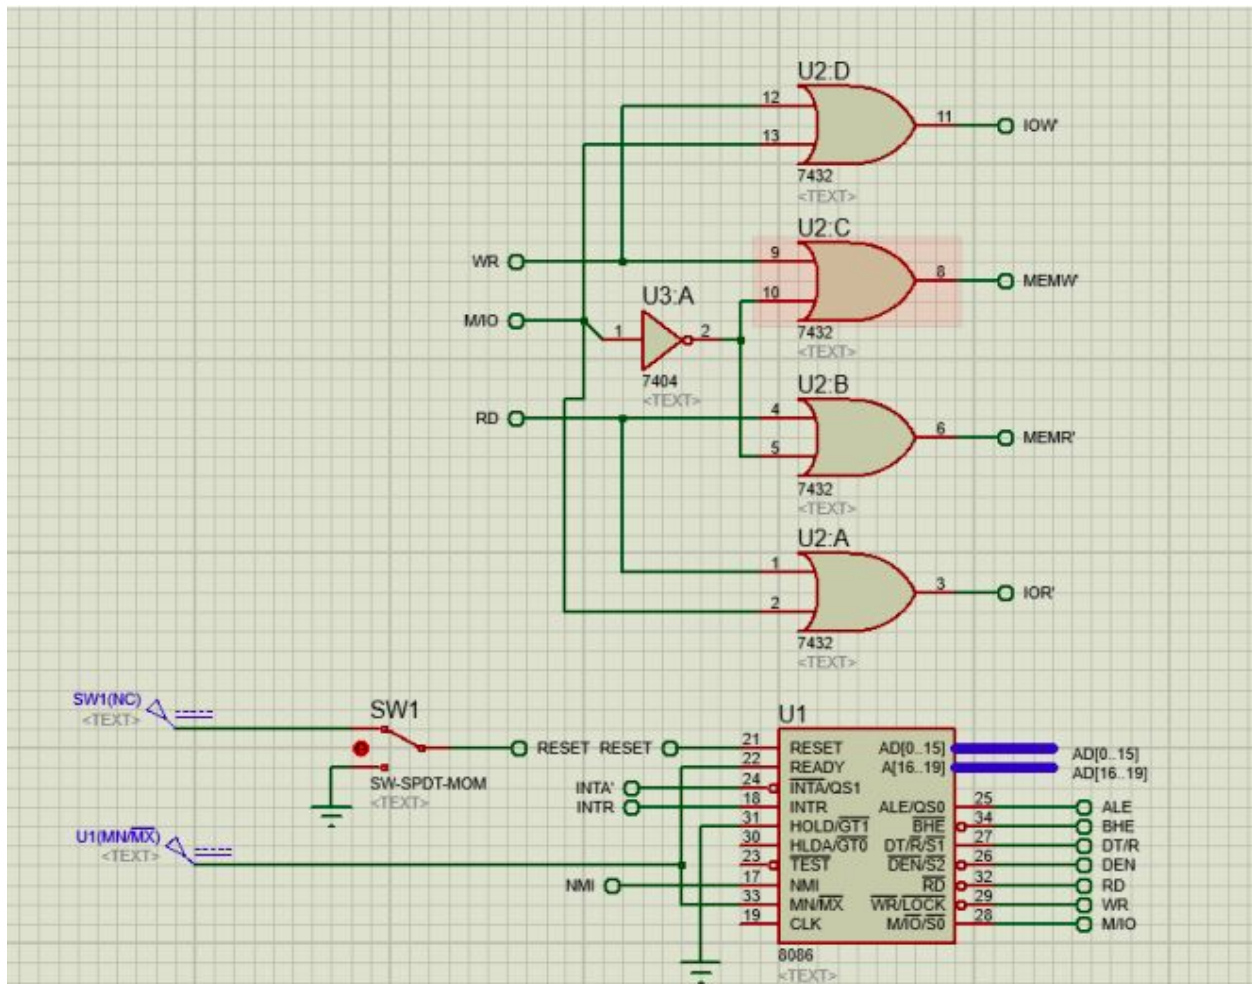 U2:D
12
13
11
IOW'
7432
<TEXT>
U2:C
WR
9
10
8
MEMW'
7432
<TEXT>
U3:A
M/IO
1
2
7404
<TEXT>
U2:B
RD
4
5
6
MEMR'
7432
<TEXT>
U2:A
1
2
3
IOR'
7432
<TEXT>
SW1(NC)
<TEXT>
SW1
SW-SPDT-MOM
<TEXT>
RESET RESET
U1(MN/MX)
<TEXT>
INTA'
INTR
NMI
U1
21 RESET AD[0..15] AD[0..15]
22 READY A[16..19] AD[16..19]
24 INTA/QS1
18 INTR ALE/QS0 25 ALE
31 HOLD/GT1 BHE 34 BHE
30 HLDA/GT0 DT/R/S1 27 DT/R
23 TEST DEN/S2 26 DEN
17 NMI RD 32 RD
33 MN/MX WR/LOCK 29 WR
19 CLK M/IO/S0 28 M/IO
8086
<TEXT>